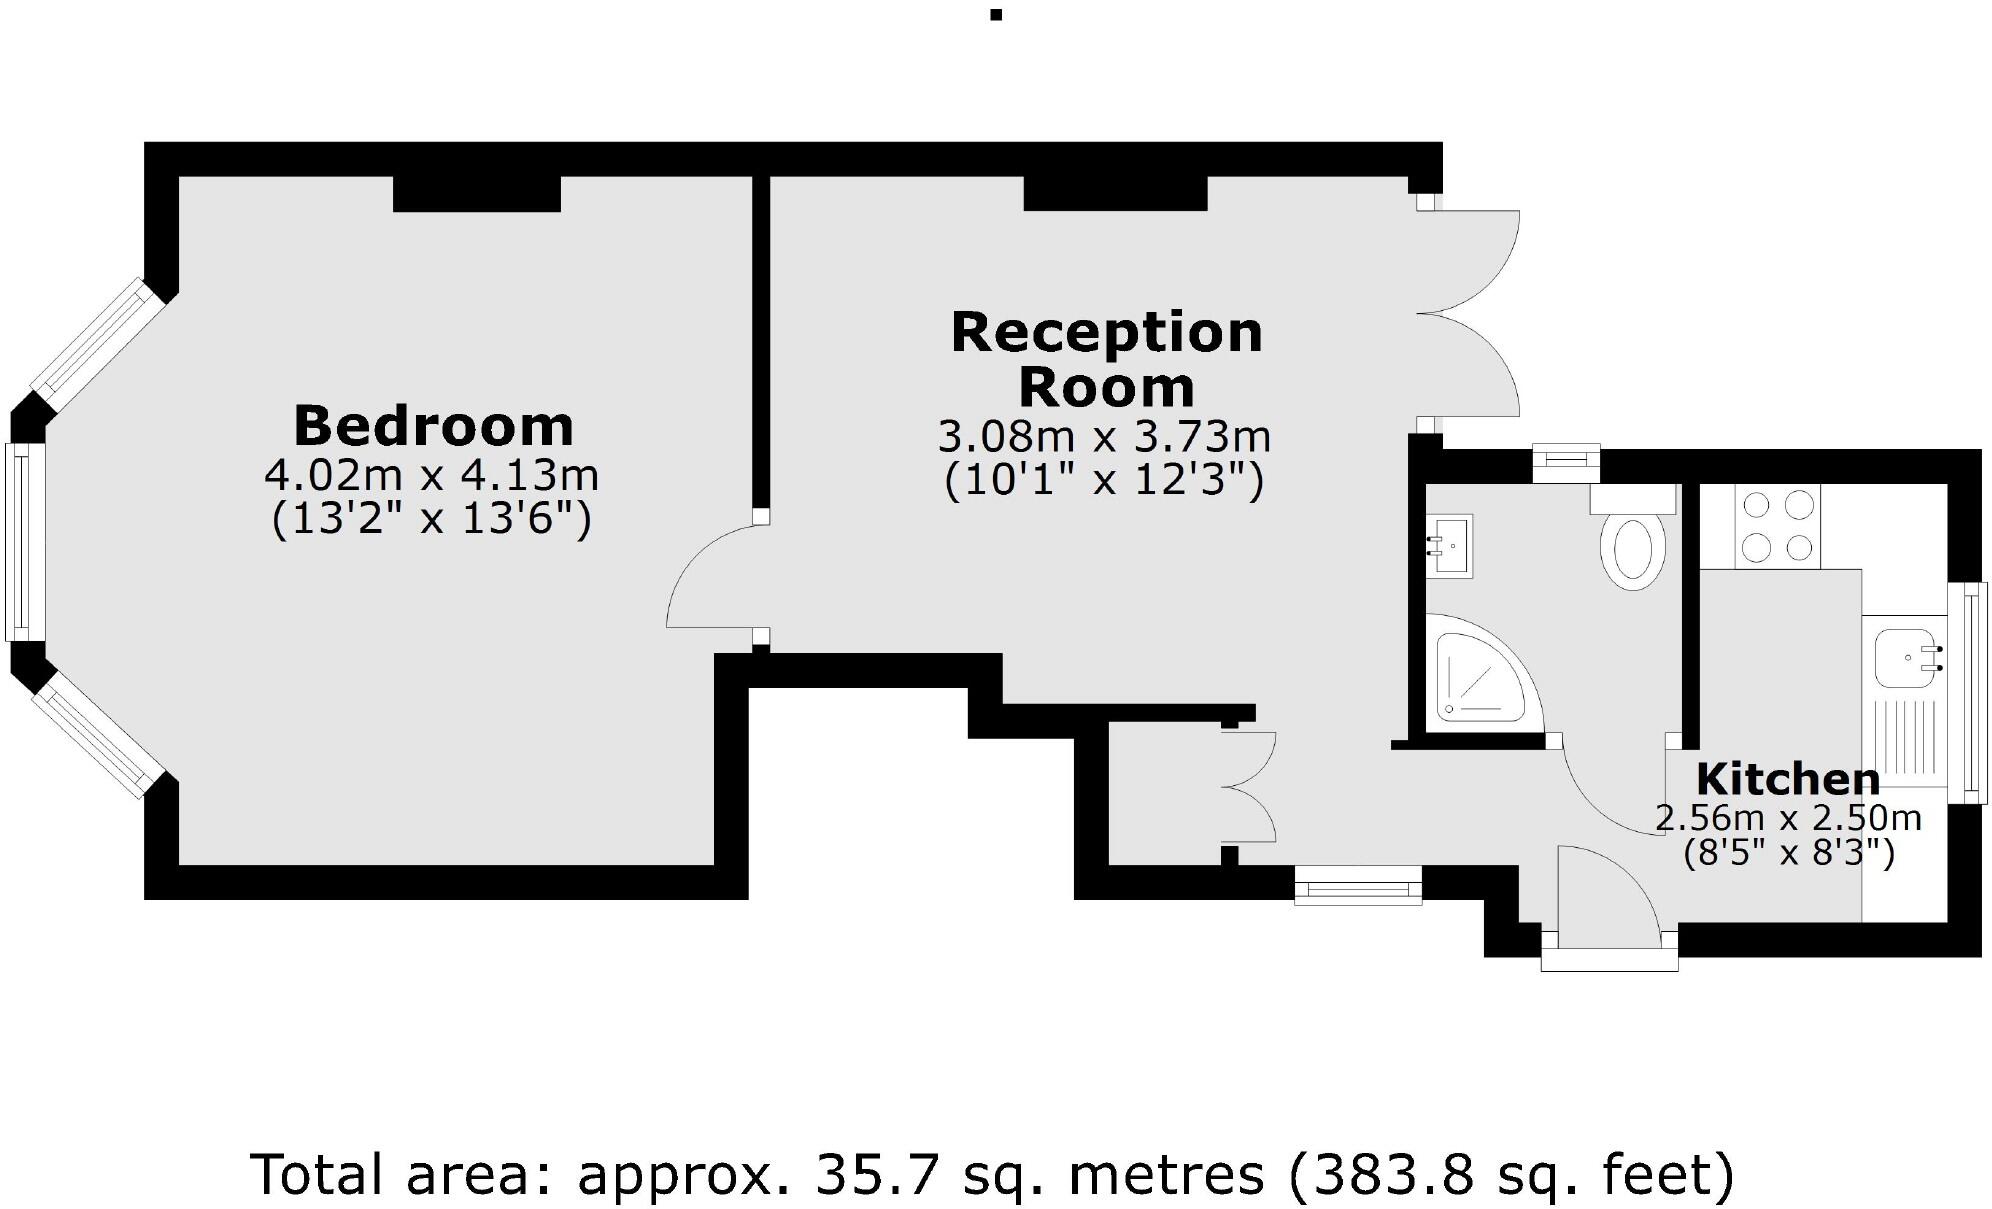 Bedroom
4.02m x 4.13m
(13'2" x 13'6")
Reception
Room
3.08m x 3.73m
(10'1" x 12'3")
Kitchen
2.56m x 2.50m
(8'5" x 8'3")
Total area: approx. 35.7 sq. metres (383.8 sq. feet)